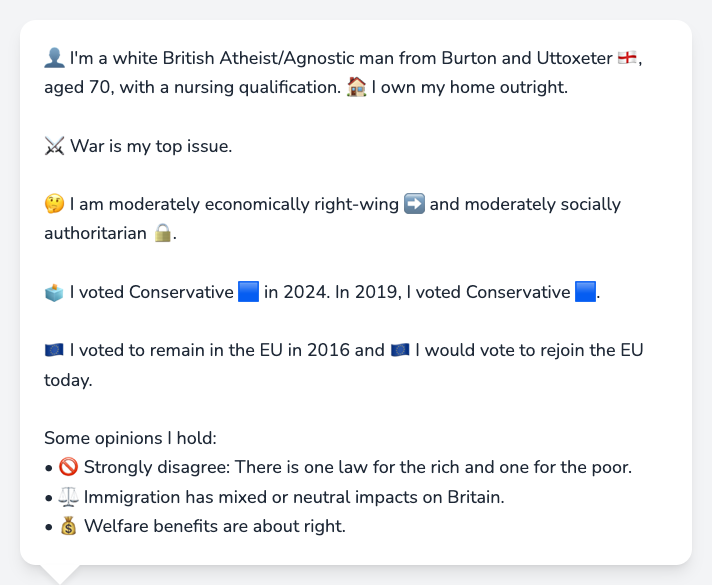 👤 I'm a white British Atheist/Agnostic man from Burton and Uttoxeter 🏴󠁧󠁢󠁥󠁮󠁧󠁿,
aged 70, with a nursing qualification. 🏠 I own my home outright.
⚔️ War is my top issue.
🤔 I am moderately economically right-wing ➡️ and moderately socially
authoritarian 🔒.
🗳️ I voted Conservative 🟦 in 2024. In 2019, I voted Conservative 🟦.
🇪🇺 I voted to remain in the EU in 2016 and 🇪🇺 I would vote to rejoin the EU
today.
Some opinions I hold:
• 🚫 Strongly disagree: There is one law for the rich and one for the poor.
• ⚖️ Immigration has mixed or neutral impacts on Britain.
• 💰 Welfare benefits are about right.